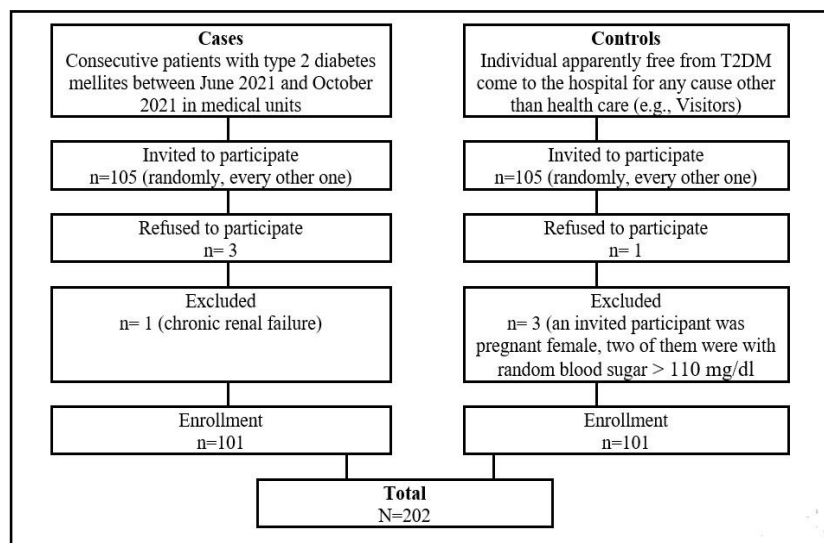 Cases
Consecutive patients with type 2 diabetes
mellites between June 2021 and October
2021 in medical units
Invited to participate
n=105 (randomly, every other one)
Refused to participate
n= 3
Excluded
n= 1 (chronic renal failure)
Enrollment
n=101
Controls
Individual apparently free from T2DM
come to the hospital for any cause other
than health care (e.g., Visitors)
Invited to participate
n=105 (randomly, every other one)
Refused to participate
n= 1
Excluded
n= 3 (an invited participant was
pregnant female, two of them were with
random blood sugar > 110 mg/dl
Enrollment
n=101
Total
N=202